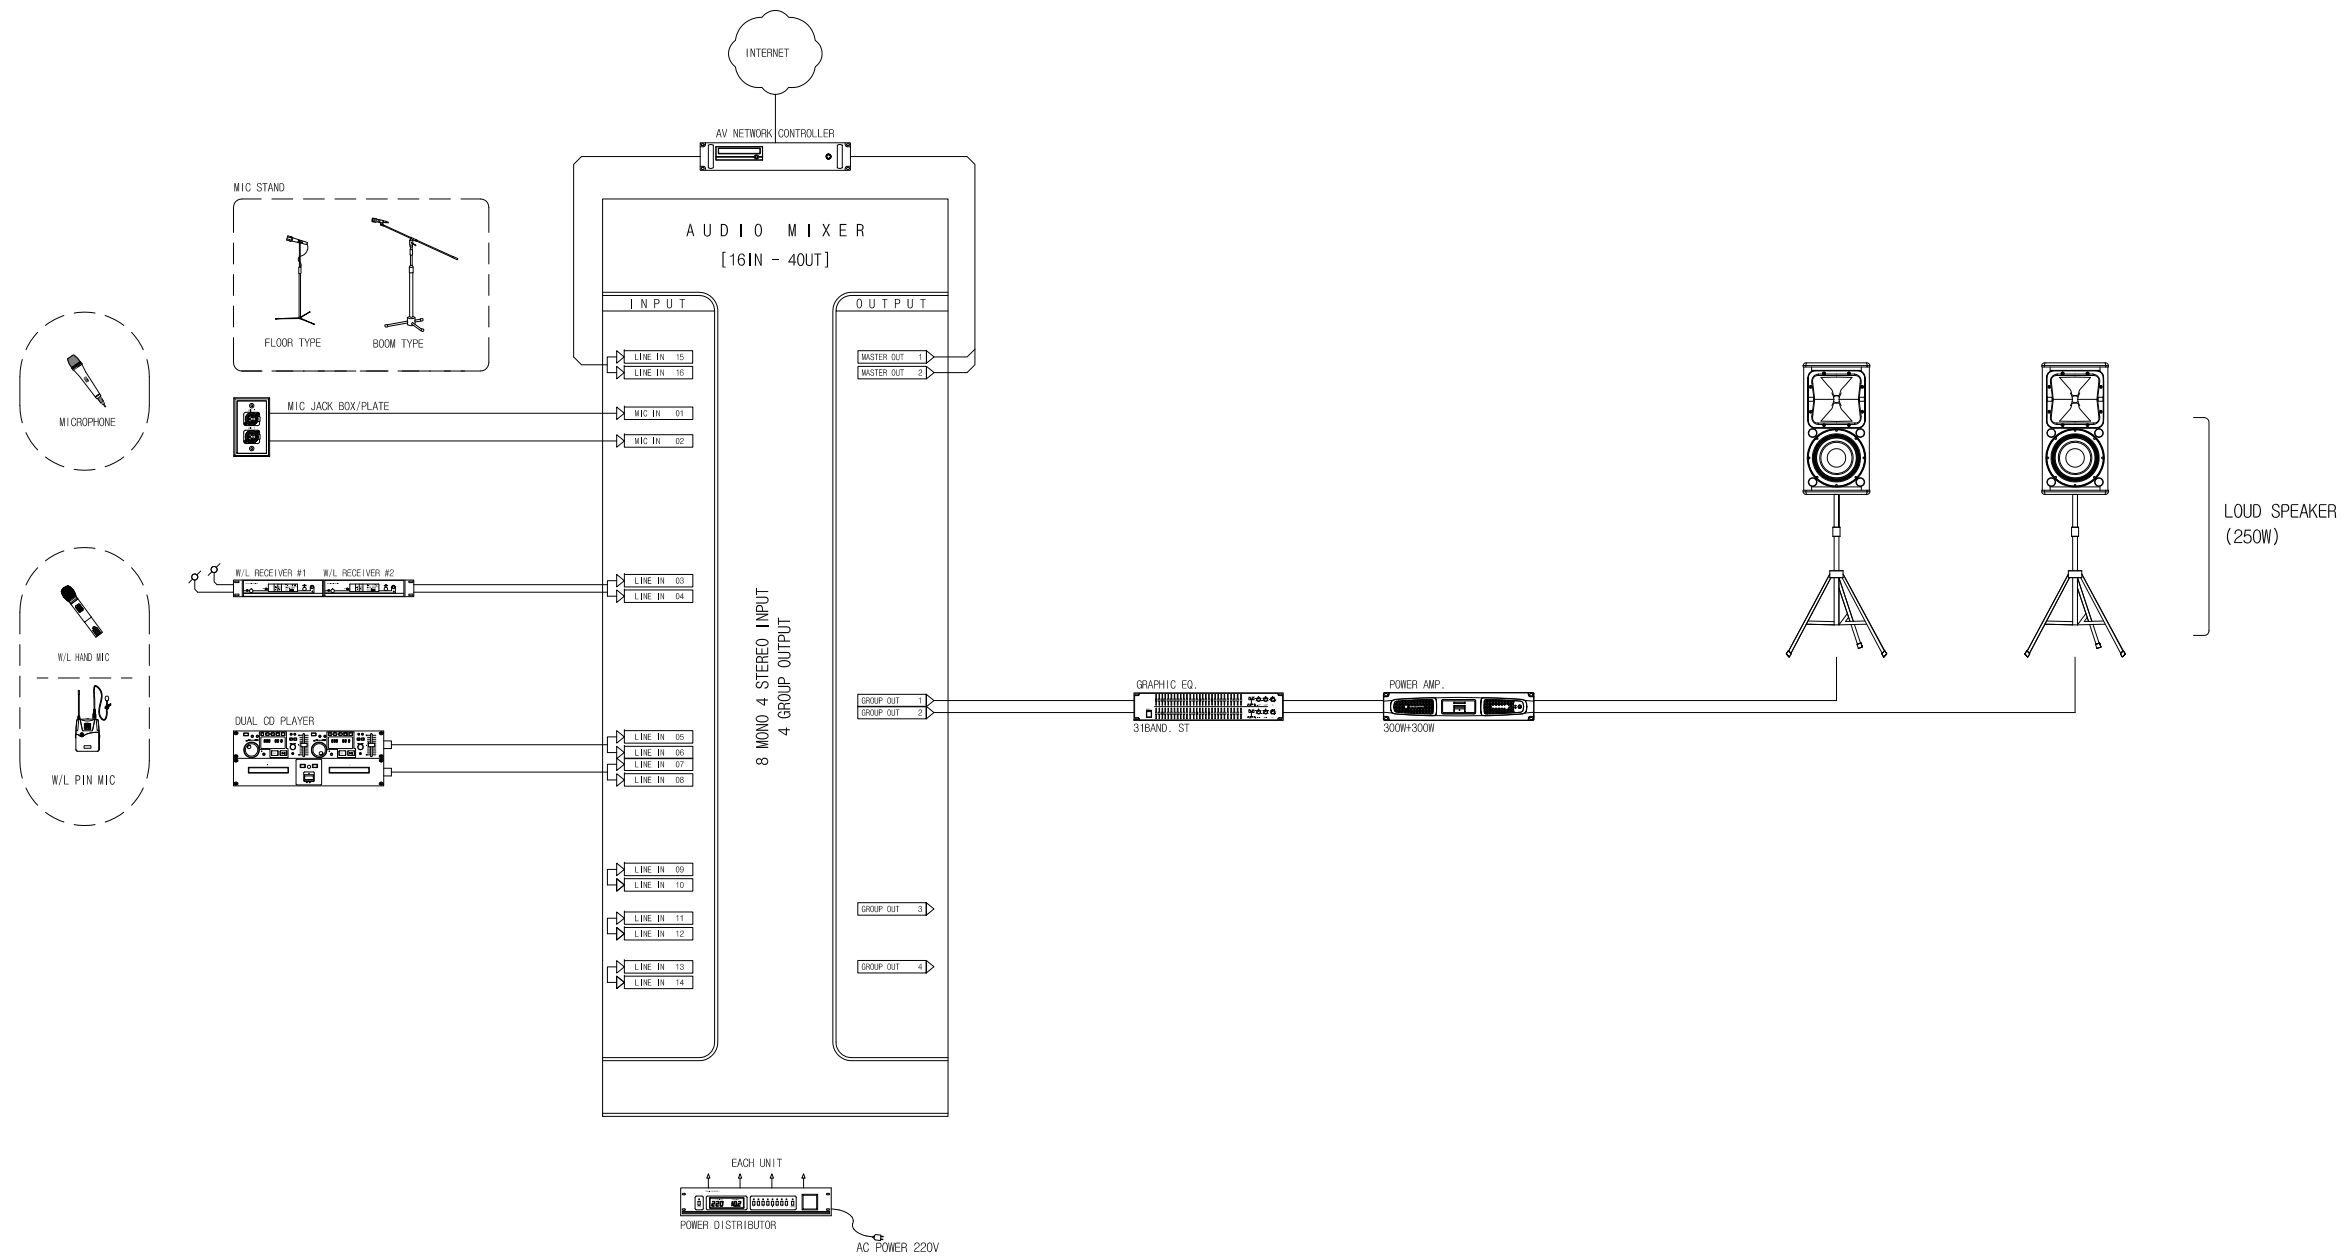 INTERNET
AV NETWORK CONTROLLER
MIC STAND
FLOOR TYPE
BOOM TYPE
MICROPHONE
MIC JACK BOX/PLATE
W/L RECEIVER #1
W/L RECEIVER #2
W/L HAND MIC
W/L PIN MIC
DUAL CD PLAYER
AUDIO MIXER
[16IN - 4OUT]
INPUT
LINE IN 15
LINE IN 16
MIC IN 01
MIC IN 02
LINE IN 03
LINE IN 04
LINE IN 05
LINE IN 06
LINE IN 07
LINE IN 08
LINE IN 09
LINE IN 10
LINE IN 11
LINE IN 12
LINE IN 13
LINE IN 14
8 MONO 4 STEREO INPUT
4 GROUP OUTPUT
OUTPUT
MASTER OUT 1
MASTER OUT 2
GROUP OUT 1
GROUP OUT 2
GROUP OUT 3
GROUP OUT 4
GRAPHIC EQ.
31BAND. ST
POWER AMP.
300W+300W
LOUD SPEAKER
(250W)
EACH UNIT
POWER DISTRIBUTOR
AC POWER 220V